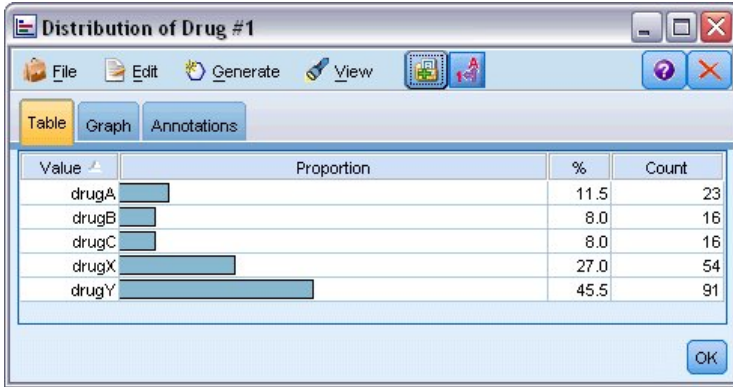 Distribution of Drug #1
File Edit Generate View
Table Graph Annotations
Value Proportion % Count
drugA 11.5 23
drugB 8.0 16
drugC 8.0 16
drugX 27.0 54
drugY 45.5 91
OK